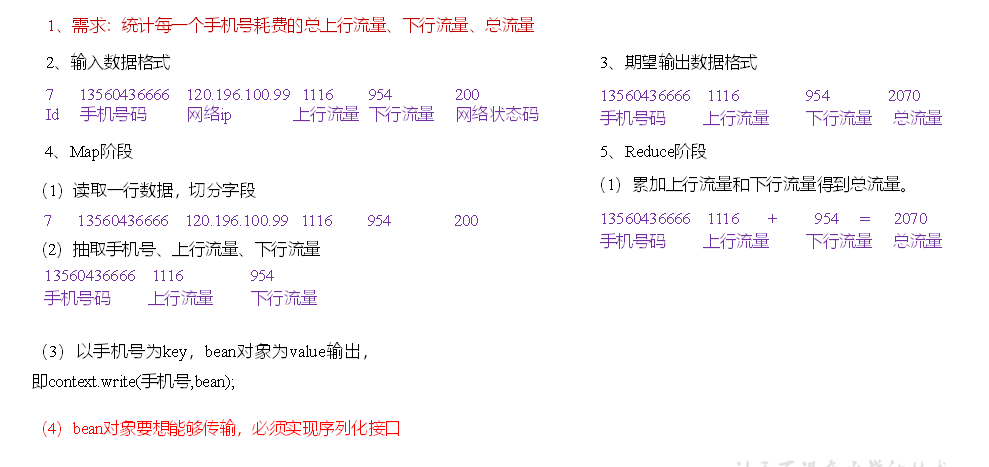 1、需求：统计每一个手机号耗费的总上行流量、下行流量、总流量
2、输入数据格式
7 13560436666 120.196.100.99 1116 954 200
Id 手机号码 网络ip 上行流量 下行流量 网络状态码
3、期望输出数据格式
13560436666 1116 954 2070
手机号码 上行流量 下行流量 总流量
4、Map阶段
（1）读取一行数据，切分字段
7 13560436666 120.196.100.99 1116 954 200
（2）抽取手机号、上行流量、下行流量
13560436666 1116 954
手机号码 上行流量 下行流量
（3）以手机号为key，bean对象为value输出，
即context.write(手机号,bean);
（4）bean对象要想能够传输，必须实现序列化接口
5、Reduce阶段
（1）累加上行流量和下行流量得到总流量。
13560436666 1116 + 954 = 2070
手机号码 上行流量 下行流量 总流量